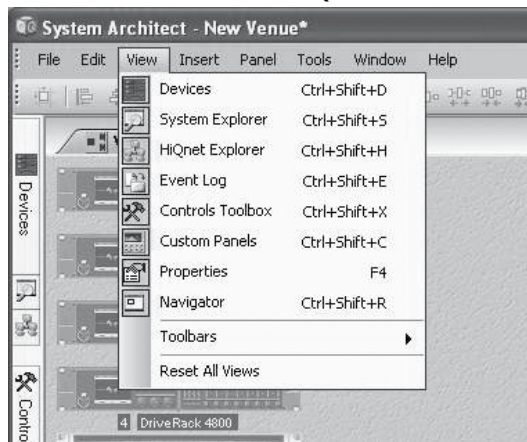 System Architect - New Venue*
File Edit View Insert Panel Tools Window Help
Devices Ctrl+Shift+D
System Explorer Ctrl+Shift+S
HiQnet Explorer Ctrl+Shift+H
Event Log Ctrl+Shift+E
Controls Toolbox Ctrl+Shift+X
Custom Panels Ctrl+Shift+C
Properties F4
Navigator Ctrl+Shift+R
Toolbars
Reset All Views
Devices
Contro
4 DriveRack 4800